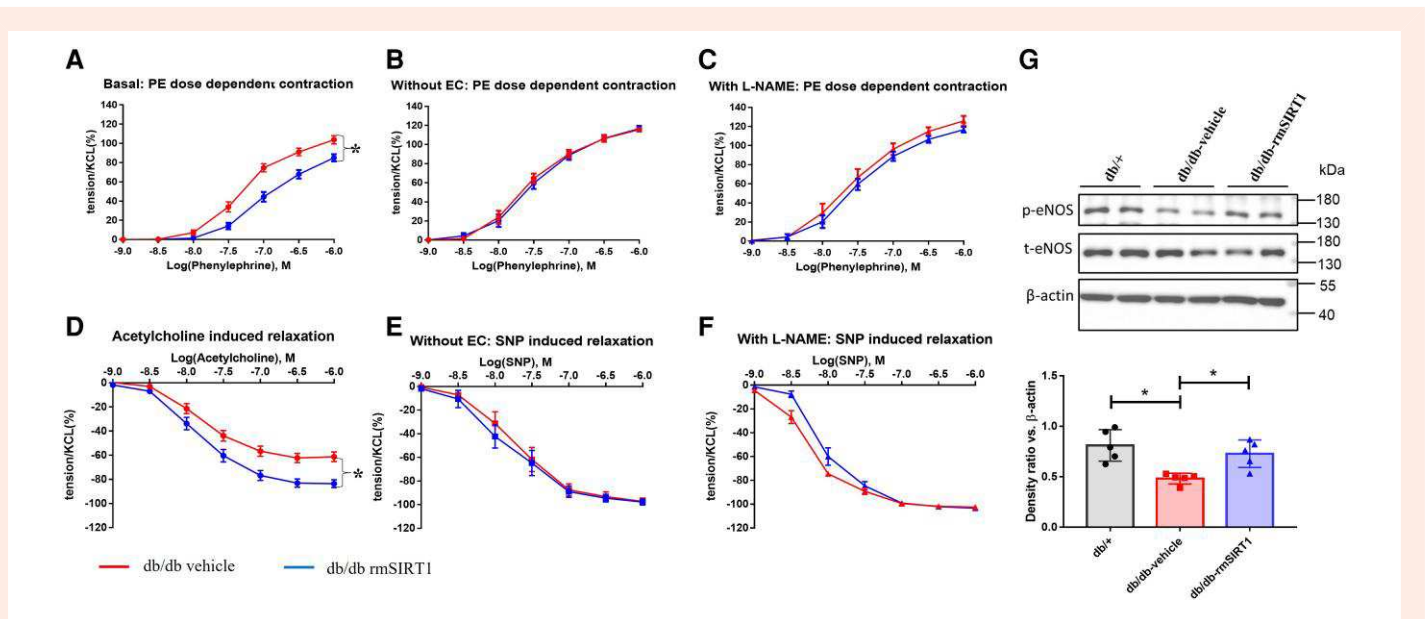 A
Basal: PE dose dependent contraction
140
120
100
80
60
40
20
0
tension/KCL(%)
*
-9.0 -8.5 -8.0 -7.5 -7.0 -6.5 -6.0
Log(Phenylephrine), M
B
Without EC: PE dose dependent contraction
140
120
100
80
60
40
20
0
tension/KCL(%)
-9.0 -8.5 -8.0 -7.5 -7.0 -6.5 -6.0
Log(Phenylephrine), M
C
With L-NAME: PE dose dependent contraction
140
120
100
80
60
40
20
0
tension/KCL(%)
-9.0 -8.5 -8.0 -7.5 -7.0 -6.5 -6.0
Log(Phenylephrine), M
D
Acetylcholine induced relaxation
Log(Acetylcholine), M
-9.0 -8.5 -8.0 -7.5 -7.0 -6.5 -6.0
0
-20
-40
-60
-80
-100
-120
tension/KCL(%)
*
E
Without EC: SNP induced relaxation
Log(SNP), M
-9.0 -8.5 -8.0 -7.5 -7.0 -6.5 -6.0
0
-20
-40
-60
-80
-100
-120
tension/KCL(%)
F
With L-NAME: SNP induced relaxation
Log(SNP), M
-9.0 -8.5 -8.0 -7.5 -7.0 -6.5 -6.0
0
-20
-40
-60
-80
-100
-120
tension/KCL(%)
db/db vehicle
db/db rmSIRT1
G
db/+
db/db-vehicle
db/db-rmSIRT1
kDa
p-eNOS
180
130
t-eNOS
180
130
β-actin
55
40
Density ratio vs. β-actin
1.5
1.0
0.5
0.0
*
*
db/+
db/db-vehicle
db/db-rmSIRT1